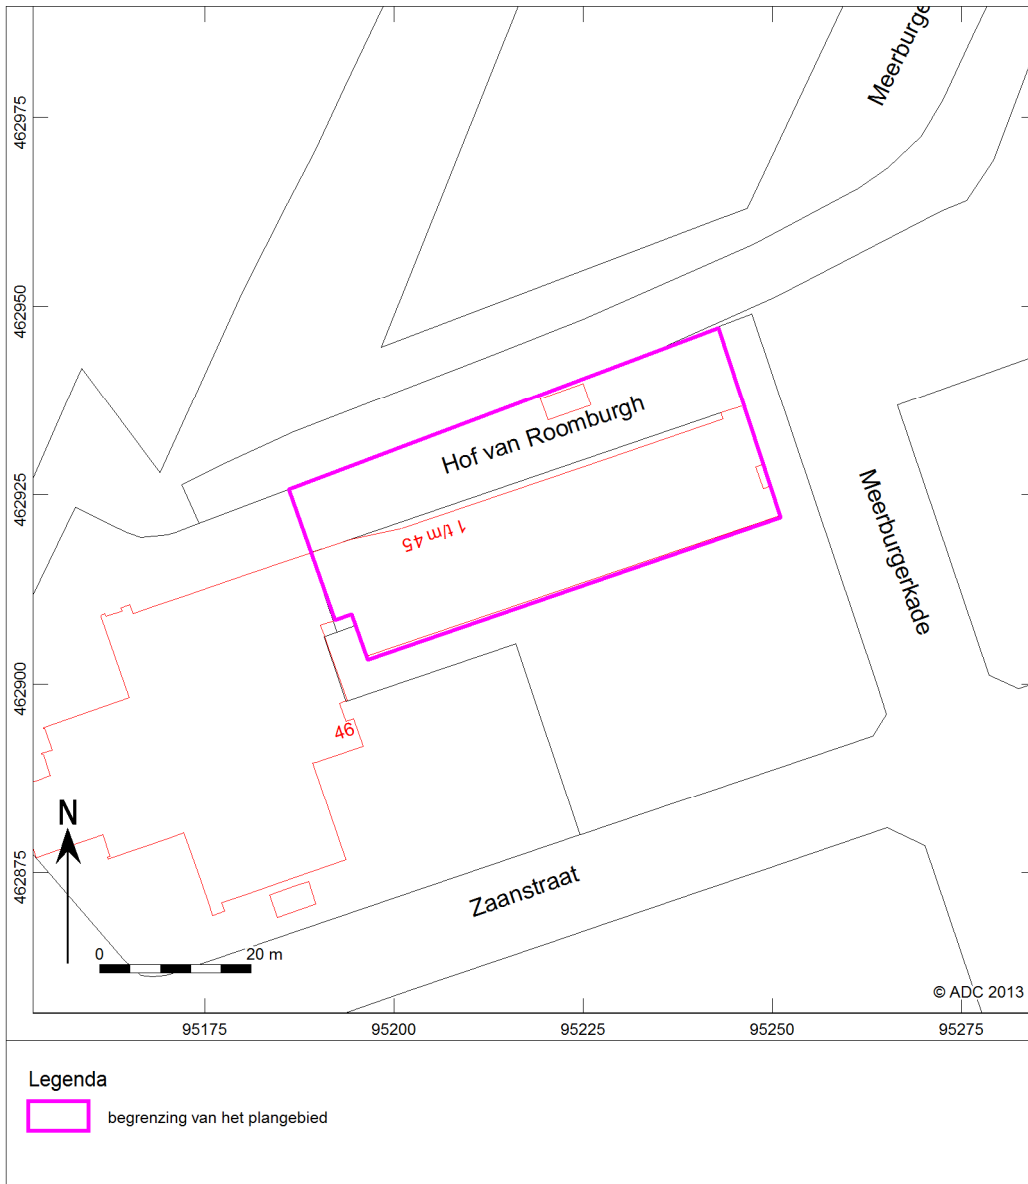 Meerburge
462975
462950
Hof van Roomburgh
462925
1 t/m 45
Meerburgerkade
462900
46
N
462875
Zaanstraat
0 20 m
© ADC 2013
95175 95200 95225 95250 95275
Legenda
begrenzing van het plangebied